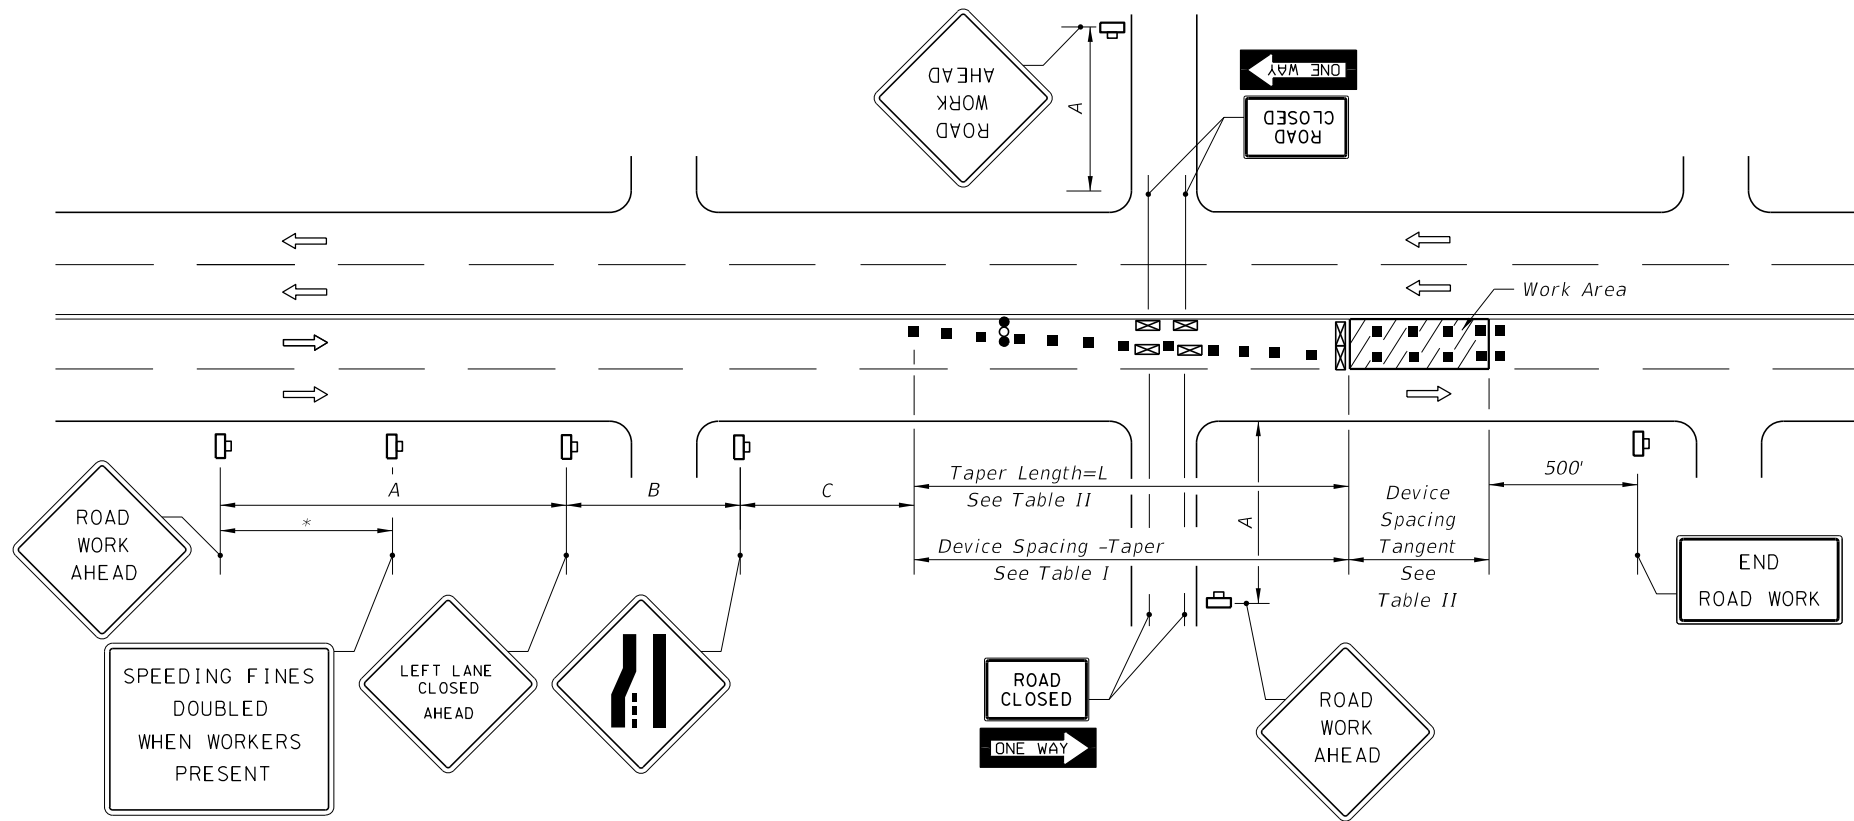 ROAD
WORK
AHEAD
A
ONE WAY
ROAD
CLOSED
Work Area
A
B
C
*
Taper Length=L
See Table II
Device Spacing -Taper
See Table I
Device
Spacing
Tangent
See
Table II
500'
A
ROAD
WORK
AHEAD
SPEEDING FINES
DOUBLED
WHEN WORKERS
PRESENT
LEFT LANE
CLOSED
AHEAD
ROAD
CLOSED
ONE WAY
ROAD
WORK
AHEAD
END
ROAD WORK